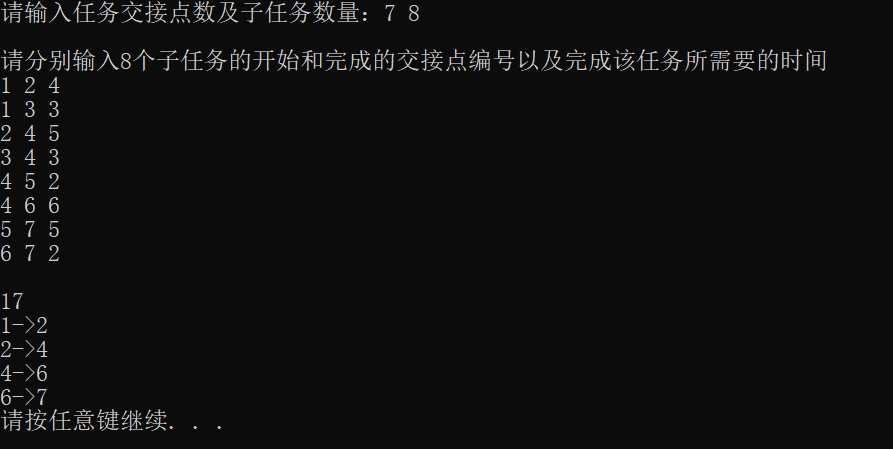 请输入任务交接点数及子任务数量：7 8
请分别输入8个子任务的开始和完成的交接点编号以及完成该任务所需要的时间
1 2 4
1 3 3
2 4 5
3 4 3
4 5 2
4 6 6
5 7 5
6 7 2
17
1->2
2->4
4->6
6->7
请按任意键继续. . .